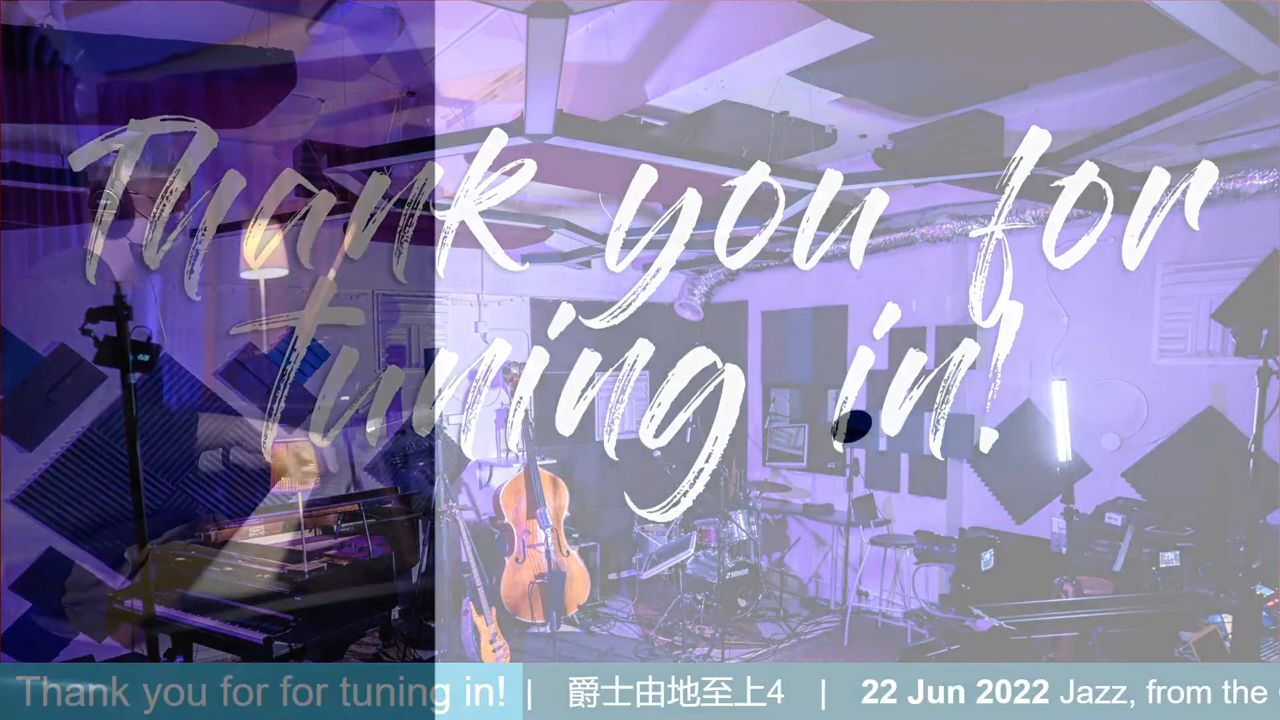 Thank you for
tuning in!
SONOR
Thank you for for tuning in! | 爵士由地至上4 | 22 Jun 2022 Jazz, from the